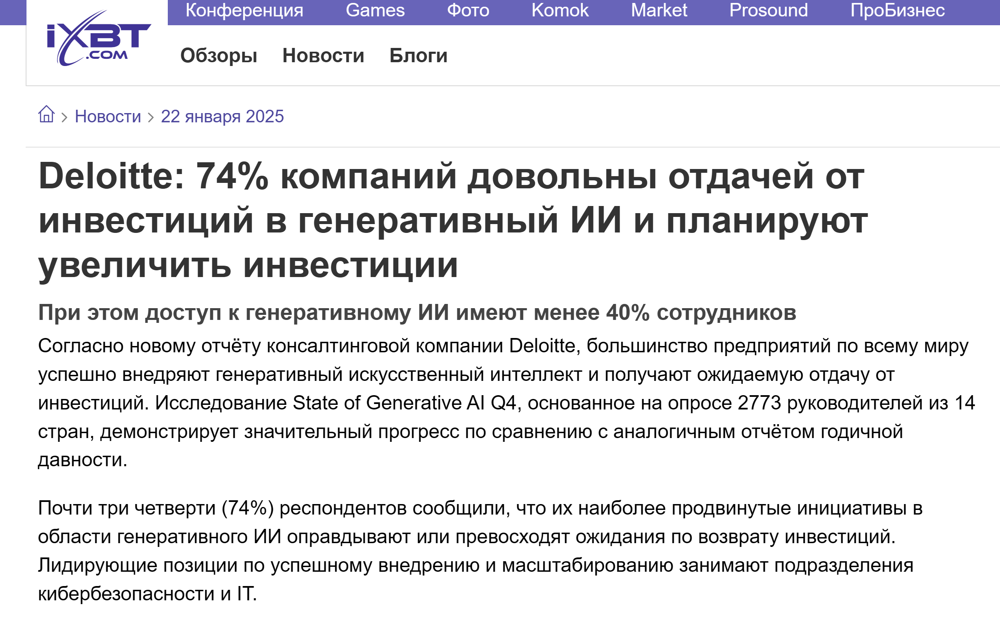 Конференция Games Фото Komok Market Prosound ПроБизнес
iXBT
.COM
Обзоры Новости Блоги
Новости > 22 января 2025
Deloitte: 74% компаний довольны отдачей от
инвестиций в генеративный ИИ и планируют
увеличить инвестиции
При этом доступ к генеративному ИИ имеют менее 40% сотрудников
Согласно новому отчёту консалтинговой компании Deloitte, большинство предприятий по всему миру
успешно внедряют генеративный искусственный интеллект и получают ожидаемую отдачу от
инвестиций. Исследование State of Generative AI Q4, основанное на опросе 2773 руководителей из 14
стран, демонстрирует значительный прогресс по сравнению с аналогичным отчётом годичной
давности.
Почти три четверти (74%) респондентов сообщили, что их наиболее продвинутые инициативы в
области генеративного ИИ оправдывают или превосходят ожидания по возврату инвестиций.
Лидирующие позиции по успешному внедрению и масштабированию занимают подразделения
кибербезопасности и IT.